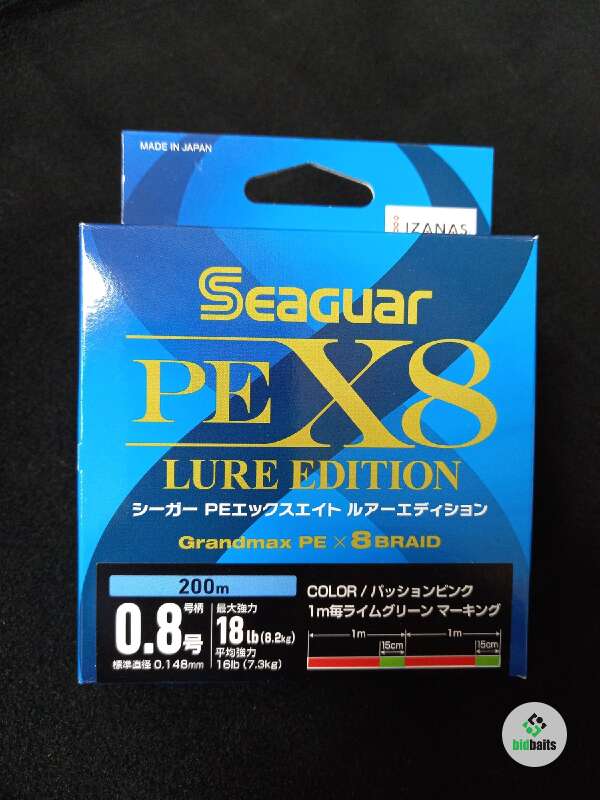 MADE IN JAPAN
IZANAS
SEAGUAR
PE X8
LURE EDITION
シーガー PEエックスエイト ルアーエディション
Grandmax PE × 8 BRAID
200m
0.8号
号柄
標準直径 0.148mm
最大強力
18lb(8.2kg)
平均強力
16lb(7.3kg)
COLOR / パッションピンク
1m毎ライムグリーン マーキング
1m 1m
15cm 15cm
bidbaits